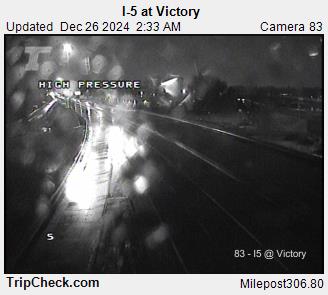 I-5 at Victory
Updated Dec 26 2024 2:33 AM Camera 83
HIGH PRESSURE
S
83 - I5 @ Victory
TripCheck.com Milepost306.80